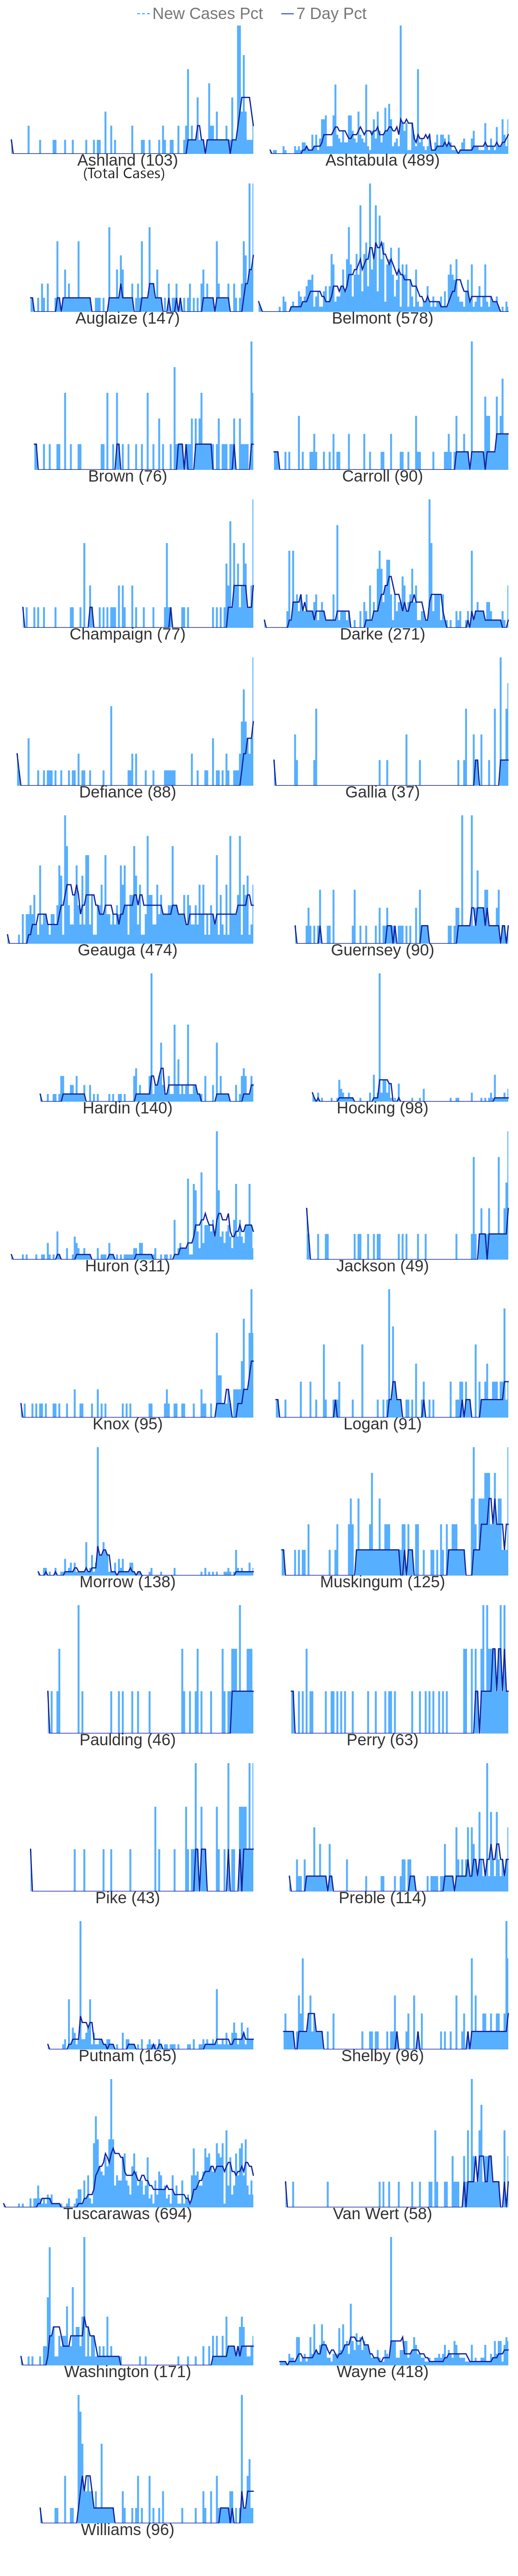 New Cases Pct 7 Day Pct
Ashland (103) Ashtabula (489)
(Total Cases)
Auglaize (147) Belmont (578)
Brown (76) Carroll (90)
Champaign (77) Darke (271)
Defiance (88) Gallia (37)
Geauga (474) Guernsey (90)
Hardin (140) Hocking (98)
Huron (311) Jackson (49)
Knox (95) Logan (91)
Morrow (138) Muskingum (125)
Paulding (46) Perry (63)
Pike (43) Preble (114)
Putnam (165) Shelby (96)
Tuscarawas (694) Van Wert (58)
Washington (171) Wayne (418)
Williams (96)